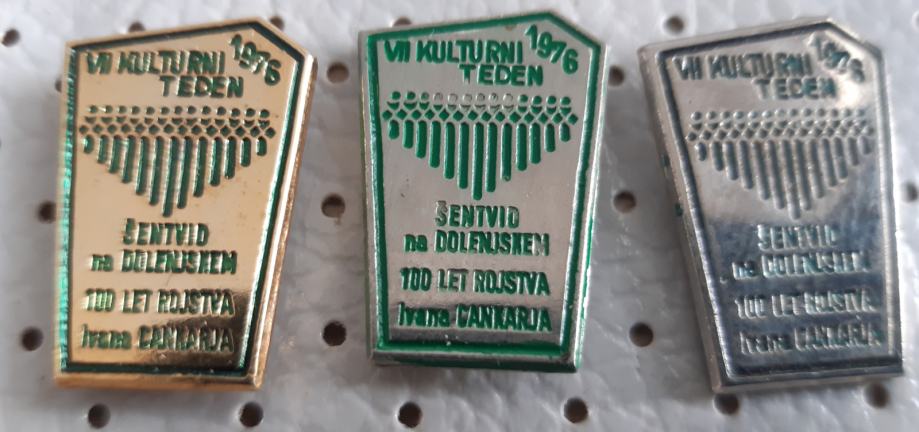 VII KULTURNI 1976
TEDEN
ŠENTVID
na DOLENJSKEM
100 LET ROJSTVA
Ivana CANKARJA
VII KULTURNI 1976
TEDEN
ŠENTVID
na DOLENJSKEM
100 LET ROJSTVA
Ivana CANKARJA
VII KULTURNI 1976
TEDEN
ŠENTVID
na DOLENJSKEM
100 LET ROJSTVA
Ivana CANKARJA